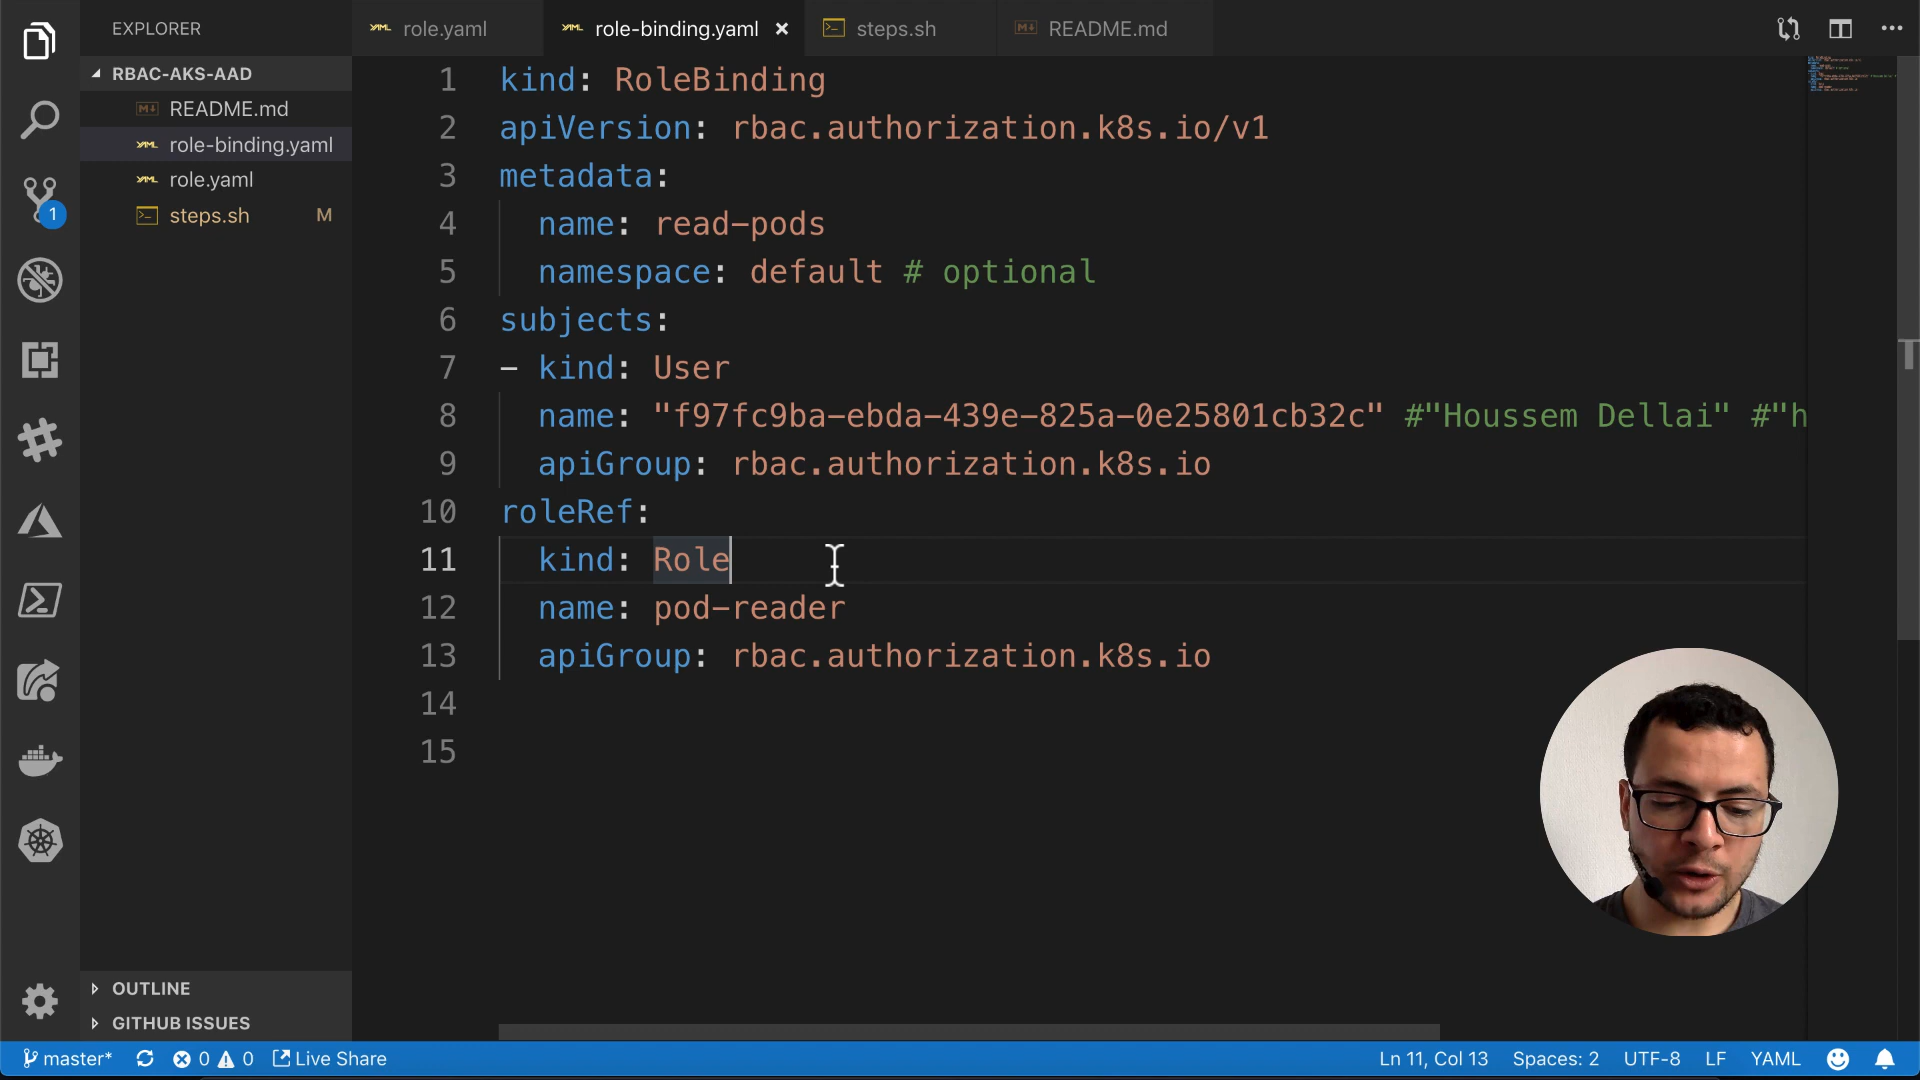 EXPLORER
role.yaml
role-binding.yaml
steps.sh
README.md
RBAC-AKS-AAD
README.md
role-binding.yaml
role.yaml
steps.sh M
1
1 kind: RoleBinding
2 apiVersion: rbac.authorization.k8s.io/v1
3 metadata:
4 name: read-pods
5 namespace: default # optional
6 subjects:
7 - kind: User
8 name: "f97fc9ba-ebda-439e-825a-0e25801cb32c" #"Houssem Dellai" #"h
9 apiGroup: rbac.authorization.k8s.io
10 roleRef:
11 kind: Role
12 name: pod-reader
13 apiGroup: rbac.authorization.k8s.io
14
15
OUTLINE
GITHUB ISSUES
master* 0 0 Live Share Ln 11, Col 13 Spaces: 2 UTF-8 LF YAML